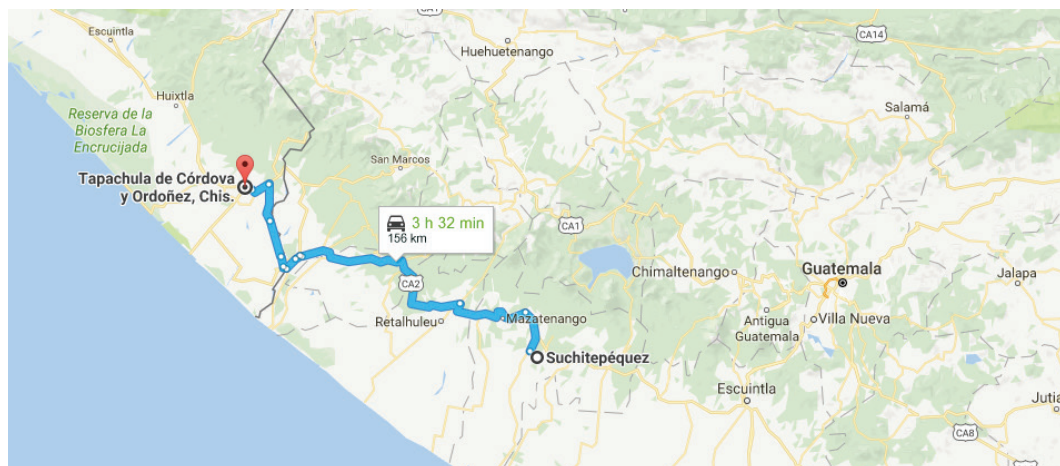 Escuintla
CA1
CA14
Huehuetenango
Huixtla
Salamá
Reserva de la
Biosfera La
Encrucijada
San Marcos
Tapachula de Córdova
y Ordoñez, Chis.
3 h 32 min
156 km
CA1
Chimaltenango
Guatemala
Jalapa
CA2
Retalhuleu
Mazatenango
Antigua
Guatemala
Villa Nueva
Suchitepéquez
Escuintla
Jutia
CA8